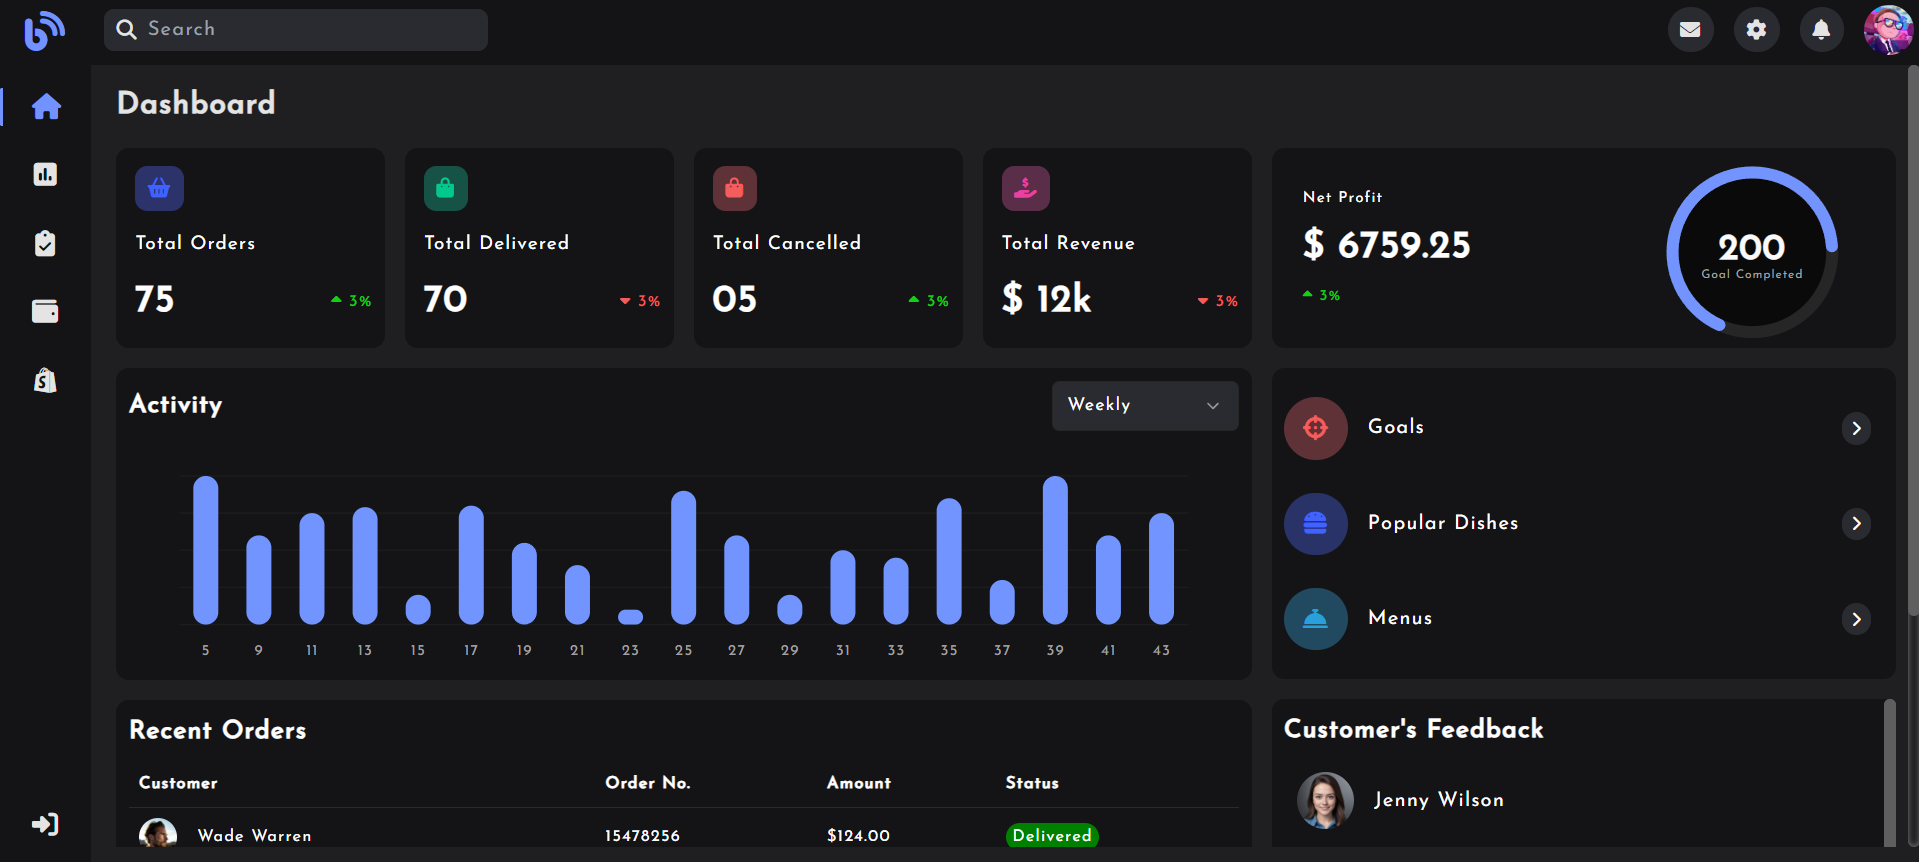 Search
Dashboard
Total Orders
75
3%
Total Delivered
70
3%
Total Cancelled
05
3%
Total Revenue
$ 12k
3%
Net Profit
$ 6759.25
3%
200
Goal Completed
Activity
Weekly
5 9 11 13 15 17 19 21 23 25 27 29 31 33 35 37 39 41 43
Goals
Popular Dishes
Menus
Recent Orders
Customer Order No. Amount Status
Wade Warren 15478256 $124.00 Delivered
Customer's Feedback
Jenny Wilson